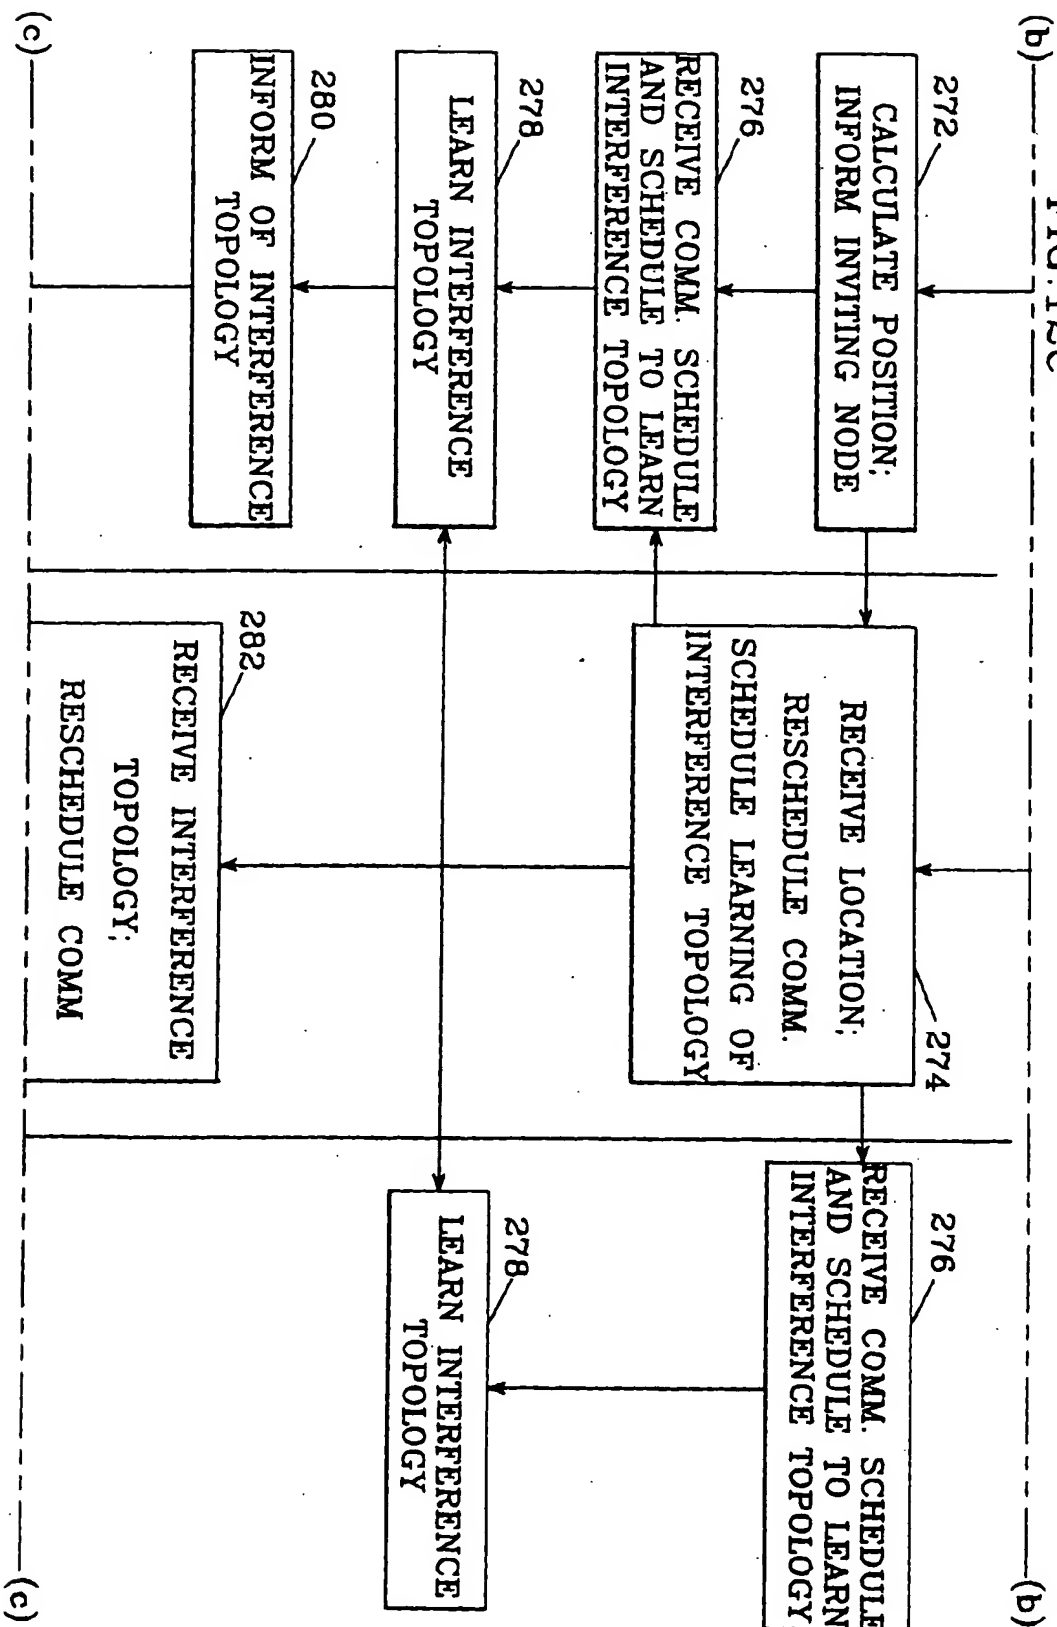 FIG.12C
(b)
(b)
272
CALCULATE POSITION;
INFORM INVITING NODE
276
RECEIVE COMM. SCHEDULE
AND SCHEDULE TO LEARN
INTERFERENCE TOPOLOGY
278
LEARN INTERFERENCE
TOPOLOGY
280
INFORM OF INTERFERENCE
TOPOLOGY
274
RECEIVE LOCATION;
RESCHEDULE COMM.
SCHEDULE LEARNING OF
INTERFERENCE TOPOLOGY
282
RECEIVE INTERFERENCE
TOPOLOGY;
RESCHEDULE COMM
276
RECEIVE COMM. SCHEDULE
AND SCHEDULE TO LEARN
INTERFERENCE TOPOLOGY
278
LEARN INTERFERENCE
TOPOLOGY
(c)
(c)